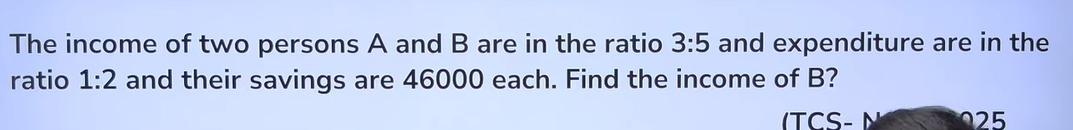 The income of two persons A and B are in the ratio 3:5 and expenditure are in the
ratio 1:2 and their savings are 46000 each. Find the income of B?
(TCS-